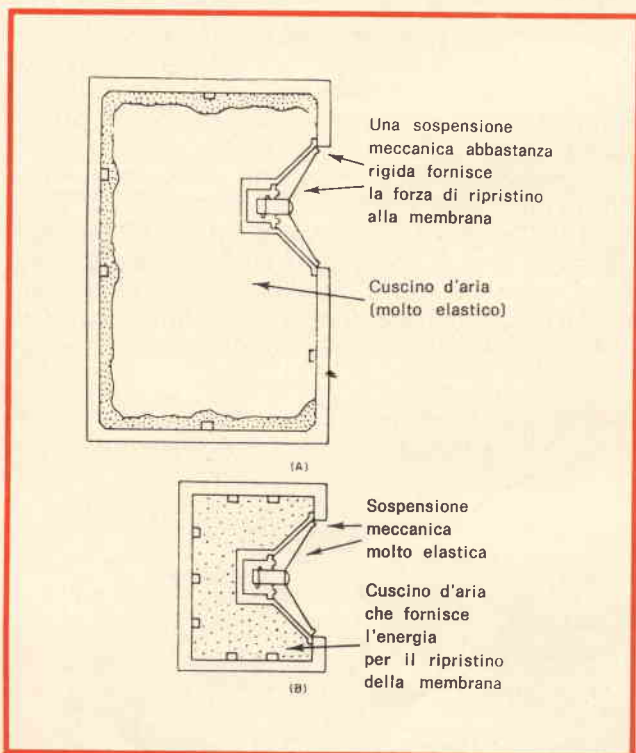 Una sospensione
meccanica abbastanza
rigida fornisce
la forza di ripristino
alla membrana
Cuscino d'aria
(molto elastico)
(A)
Sospensione
meccanica
molto elastica
Cuscino d'aria
che fornisce
l'energia
per il ripristino
della membrana
(B)